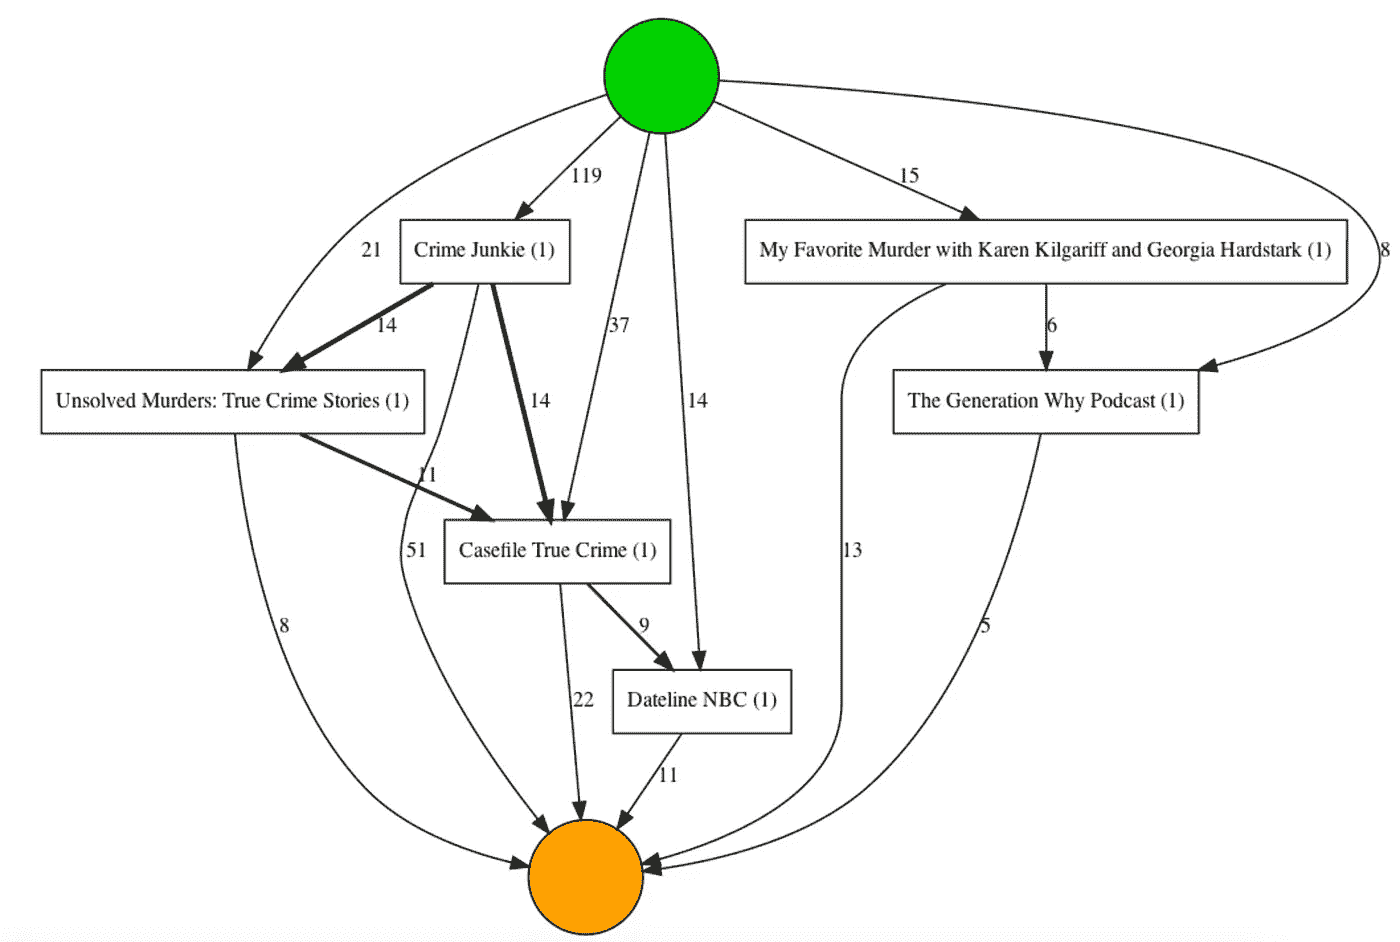 119
15
21
Crime Junkie (1)
My Favorite Murder with Karen Kilgariff and Georgia Hardstark (1)
8
14
37
6
Unsolved Murders: True Crime Stories (1)
14
14
The Generation Why Podcast (1)
11
51
Casefile True Crime (1)
13
8
9
5
22
Dateline NBC (1)
11